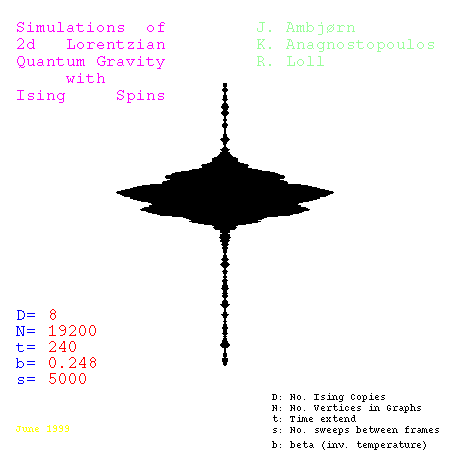 Simulations of
2d Lorentzian
Quantum Gravity
with
Ising Spins
J. Ambjørn
K. Anagnostopoulos
R. Loll
D= 8
N= 19200
t= 240
b= 0.248
s= 5000
D: No. Ising Copies
N: No. Vertices in Graphs
t: Time extend
s: No. sweeps between frames
b: beta (inv. temperature)
June 1999